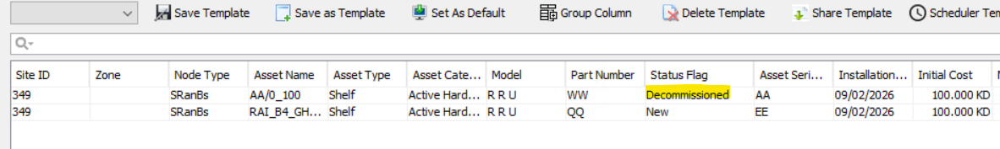 Save Template Save as Template Set As Default Group Column Delete Template Share Template Scheduler Tem
Site ID Zone Node Type Asset Name Asset Type Asset Cate... Model Part Number Status Flag Asset Seri... Installation... Initial Cost
349 SRanBs AA/0_100 Shelf Active Hard... R R U WW Decommissioned AA 09/02/2026 100.000 KD
349 SRanBs RAI_B4_GH... Shelf Active Hard... R R U QQ New EE 09/02/2026 100.000 KD